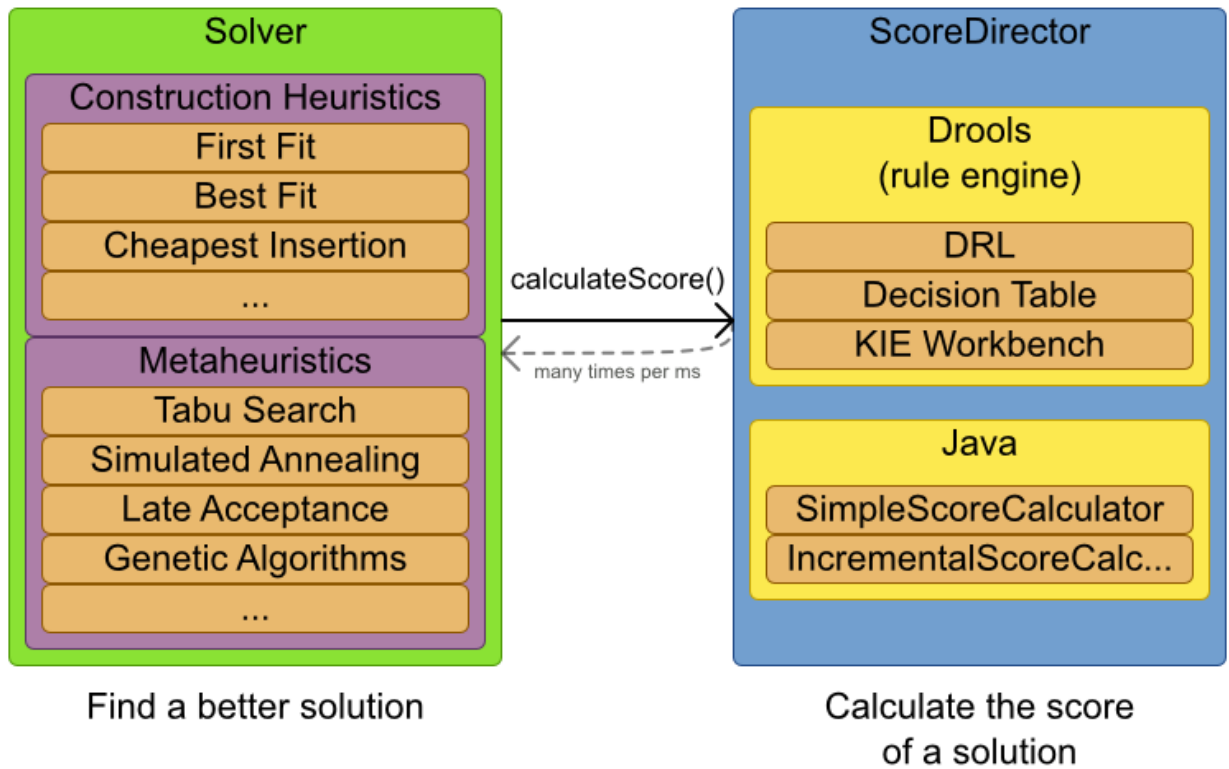 Solver
Construction Heuristics
First Fit
Best Fit
Cheapest Insertion
...
Metaheuristics
Tabu Search
Simulated Annealing
Late Acceptance
Genetic Algorithms
...
Find a better solution
calculateScore()
many times per ms
ScoreDirector
Drools
(rule engine)
DRL
Decision Table
KIE Workbench
Java
SimpleScoreCalculator
IncrementalScoreCalc...
Calculate the score
of a solution